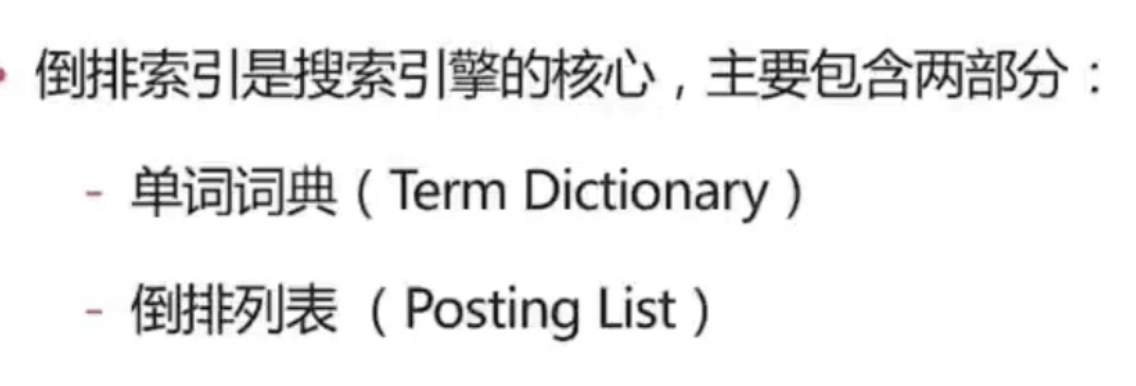 • 倒排索引是搜索引擎的核心，主要包含两部分：
- 单词词典（Term Dictionary）
- 倒排列表 （Posting List）